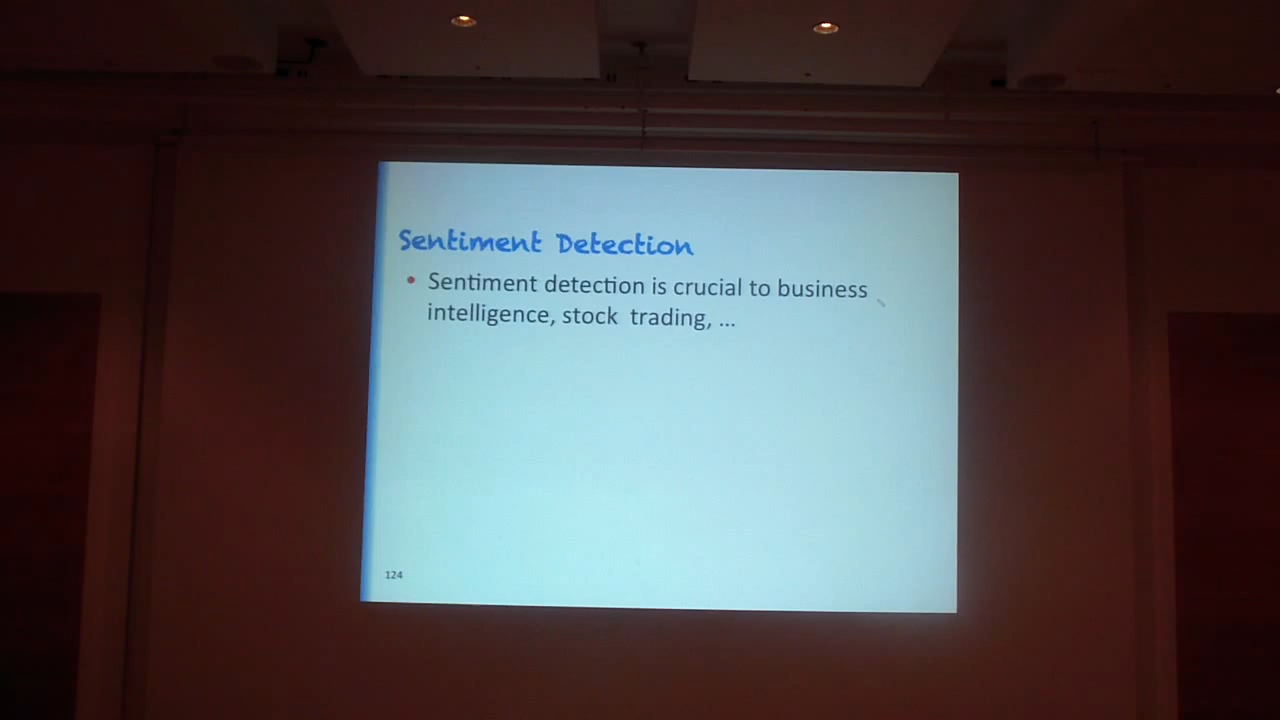 Sentiment Detection
• Sentiment detection is crucial to business
intelligence, stock trading, ...
124